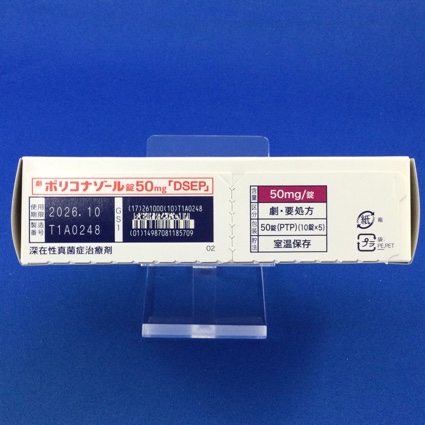 劇 ボリコナゾール錠50mg「DSEP」
使用期限 2026.10
製造番号 T1A0248
GS1
(17)261000(10)T1A0248
(01)14987081185709
深在性真菌症治療剤
02
含量 50mg/錠
区分 劇・要処方
包装 50錠(PTP)(10錠×5)
貯法 室温保存
紙 箱
プラ 袋:
PE,PET